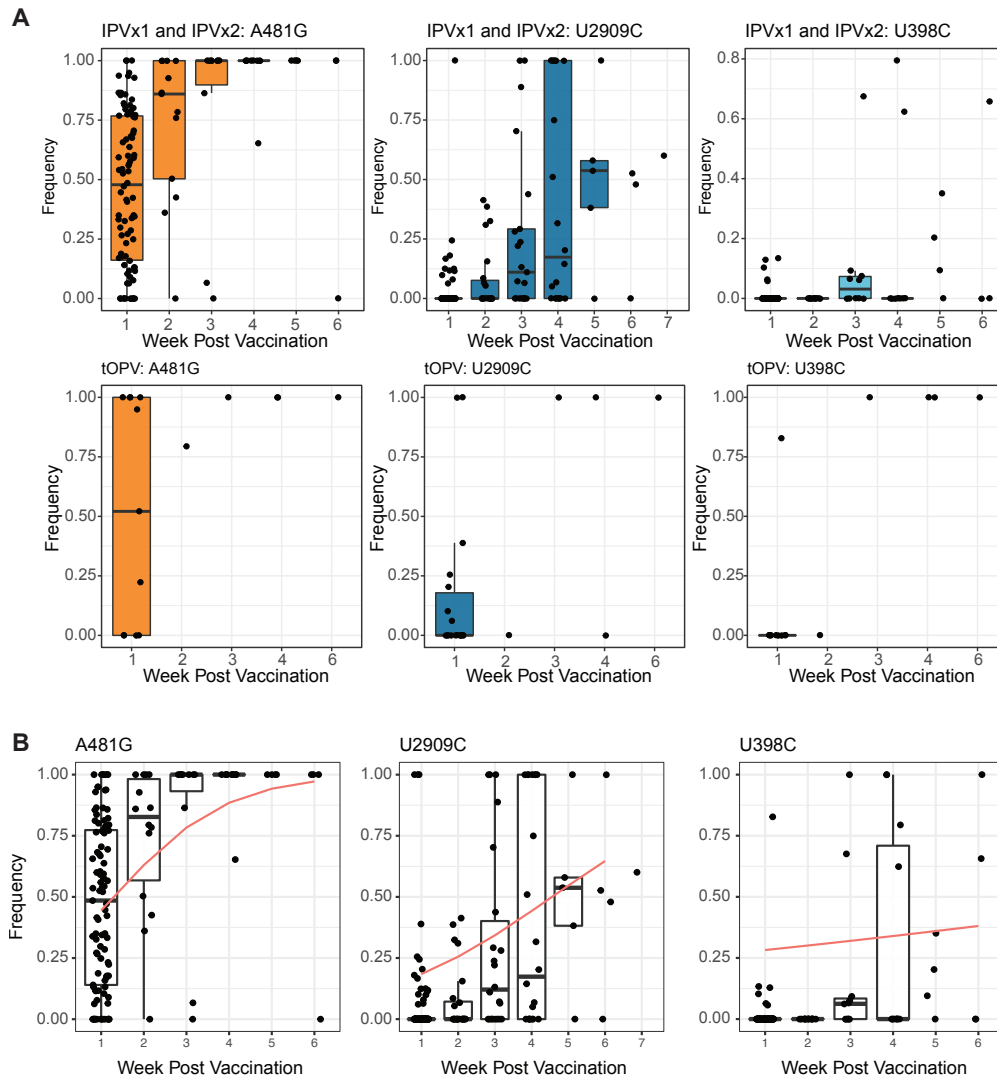 A
IPVx1 and IPVx2: A481G
IPVx1 and IPVx2: U2909C
IPVx1 and IPVx2: U398C
Frequency
1.00
0.75
0.50
0.25
0.00
1 2 3 4 5 6
Week Post Vaccination
Frequency
1.00
0.75
0.50
0.25
0.00
1 2 3 4 5 6 7
Week Post Vaccination
Frequency
0.8
0.6
0.4
0.2
0.0
1 2 3 4 5 6
Week Post Vaccination
tOPV: A481G
tOPV: U2909C
tOPV: U398C
Frequency
1.00
0.75
0.50
0.25
0.00
1 2 3 4 6
Week Post Vaccination
Frequency
1.00
0.75
0.50
0.25
0.00
1 2 3 4 6
Week Post Vaccination
Frequency
1.00
0.75
0.50
0.25
0.00
1 2 3 4 6
Week Post Vaccination
B
A481G
U2909C
U398C
Frequency
1.00
0.75
0.50
0.25
0.00
1 2 3 4 5 6
Week Post Vaccination
1.00
0.75
0.50
0.25
0.00
1 2 3 4 5 6 7
Week Post Vaccination
1.00
0.75
0.50
0.25
0.00
1 2 3 4 5 6
Week Post Vaccination